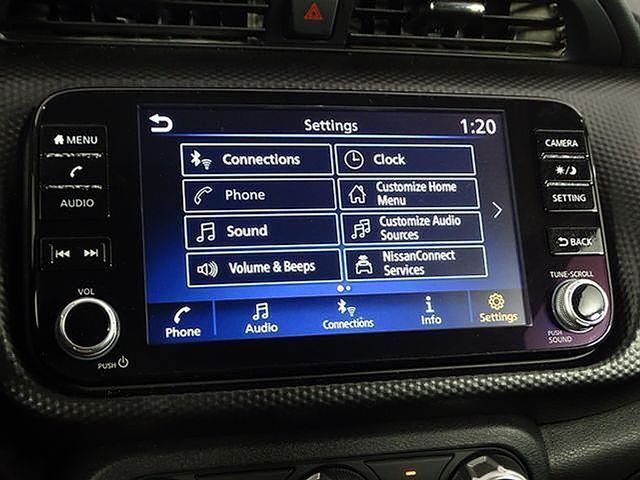 MENU
AUDIO
VOL
PUSH
Settings
1:20
Connections
Clock
Phone
Customize Home
Menu
Sound
Customize Audio
Sources
Volume & Beeps
NissanConnect
Services
Phone
Audio
Connections
Info
Settings
CAMERA
SETTING
BACK
TUNE-SCROLL
PUSH
SOUND